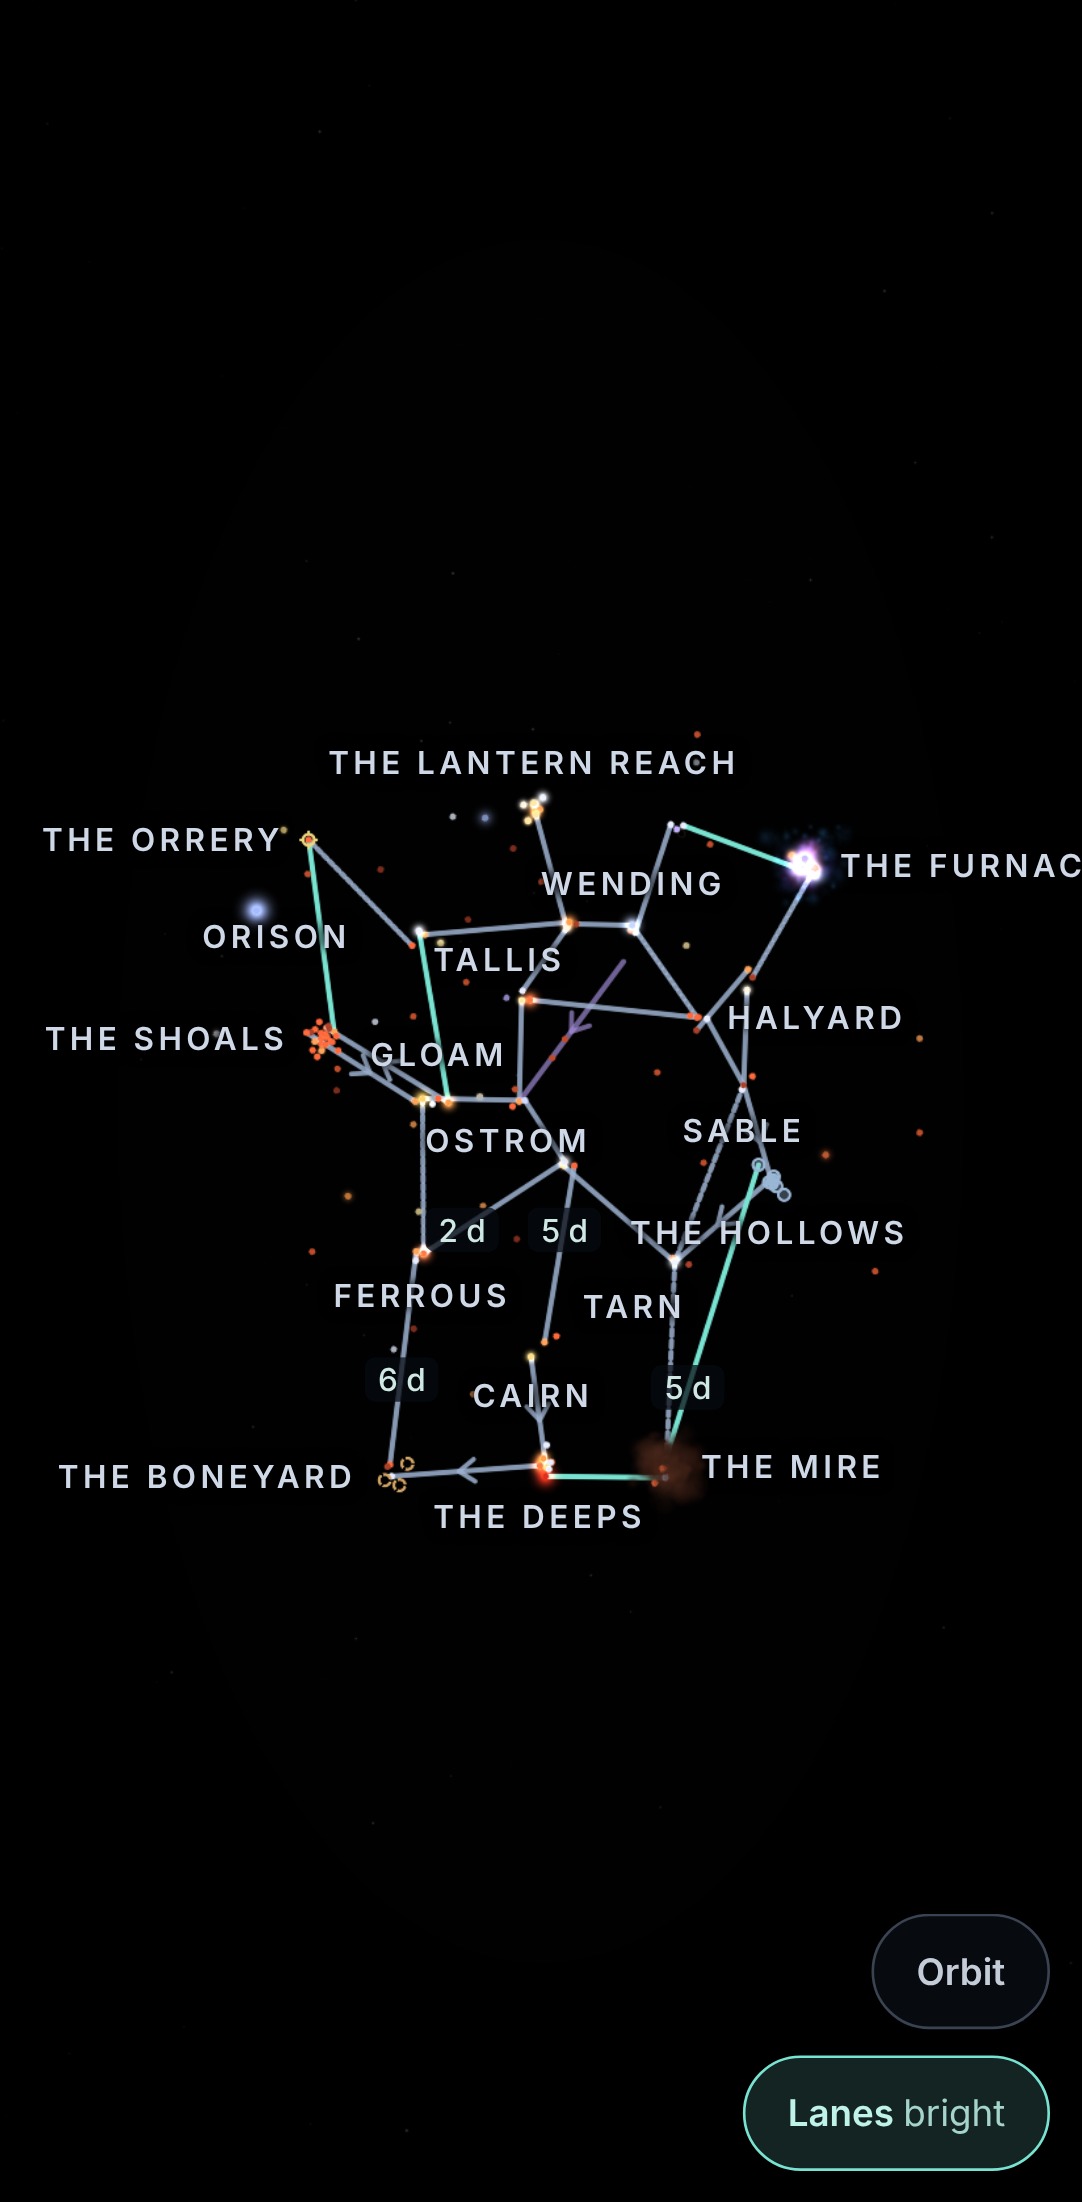 THE LANTERN REACH
THE ORRERY
THE FURNAC
WENDING
ORISON
TALLIS
HALYARD
THE SHOALS
GLOAM
SABLE
OSTROM
2 d
5 d
THE HOLLOWS
FERROUS
TARN
6 d
5 d
CAIRN
THE MIRE
THE BONEYARD
THE DEEPS
Orbit
Lanes bright